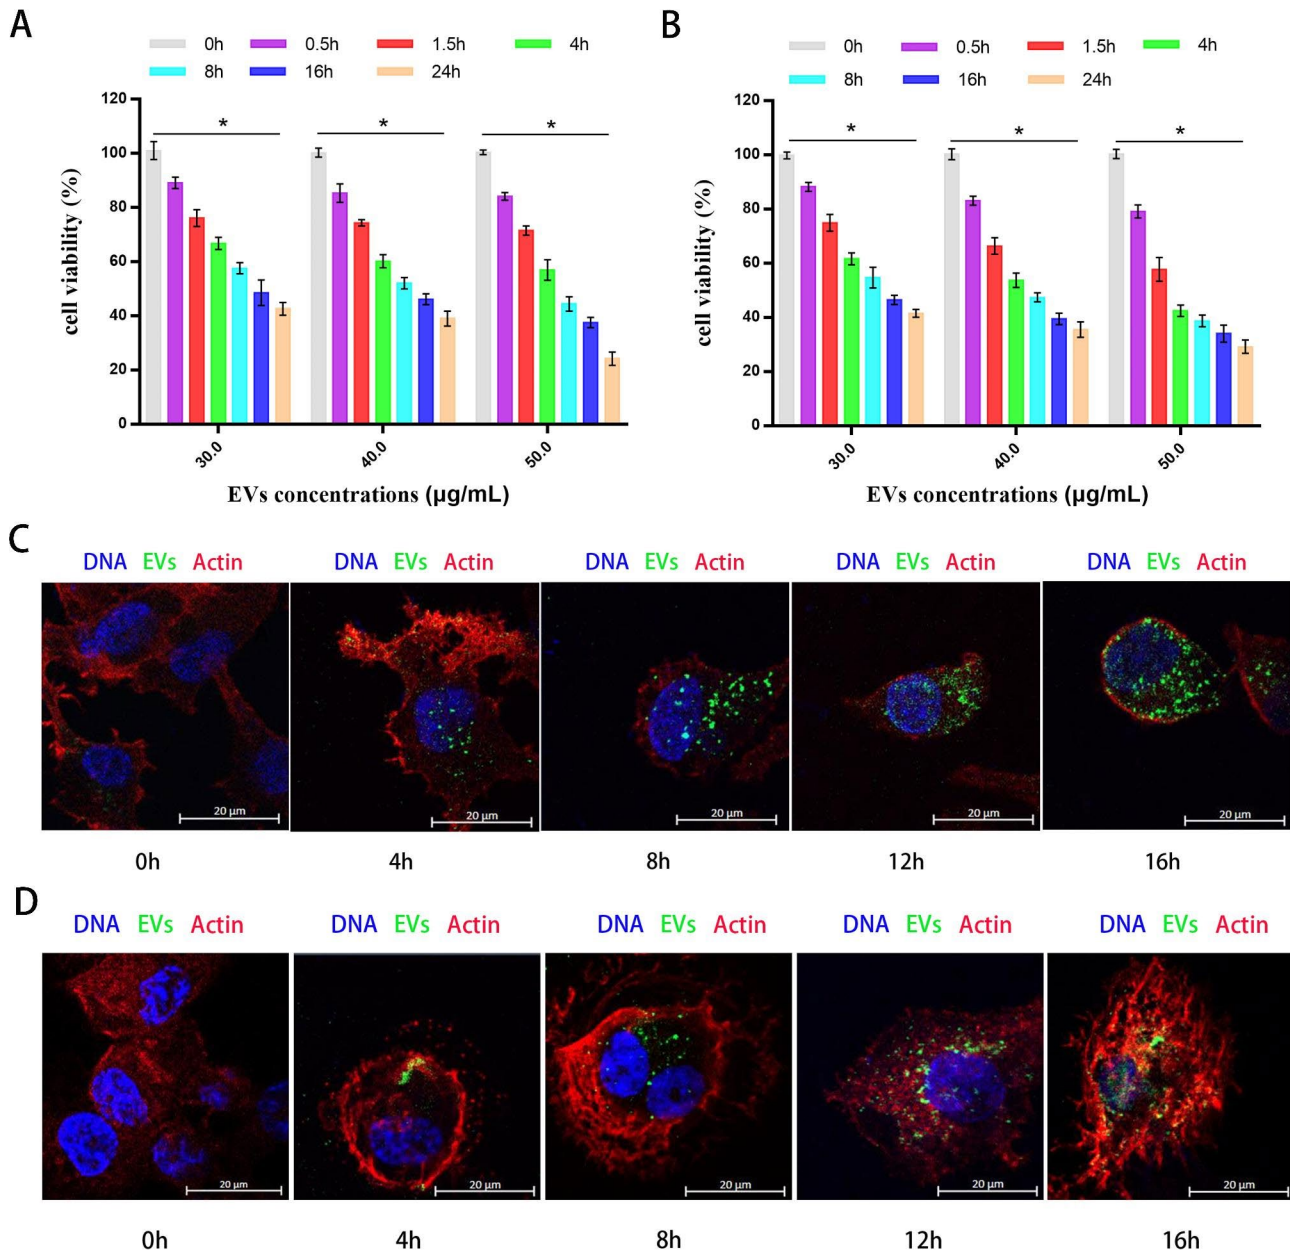 A
0h 0.5h 1.5h 4h
8h 16h 24h
120
100
80
60
40
20
0
cell viability (%)
* * *
30.0 40.0 50.0
EVs concentrations (µg/mL)
B
0h 0.5h 1.5h 4h
8h 16h 24h
120
100
80
60
40
20
0
cell viability (%)
* * *
30.0 40.0 50.0
EVs concentrations (µg/mL)
C
DNA EVs Actin DNA EVs Actin DNA EVs Actin DNA EVs Actin DNA EVs Actin
20 µm 20 µm 20 µm 20 µm 20 µm
0h 4h 8h 12h 16h
D
DNA EVs Actin DNA EVs Actin DNA EVs Actin DNA EVs Actin DNA EVs Actin
20 µm 20 µm 20 µm 20 µm 20 µm
0h 4h 8h 12h 16h